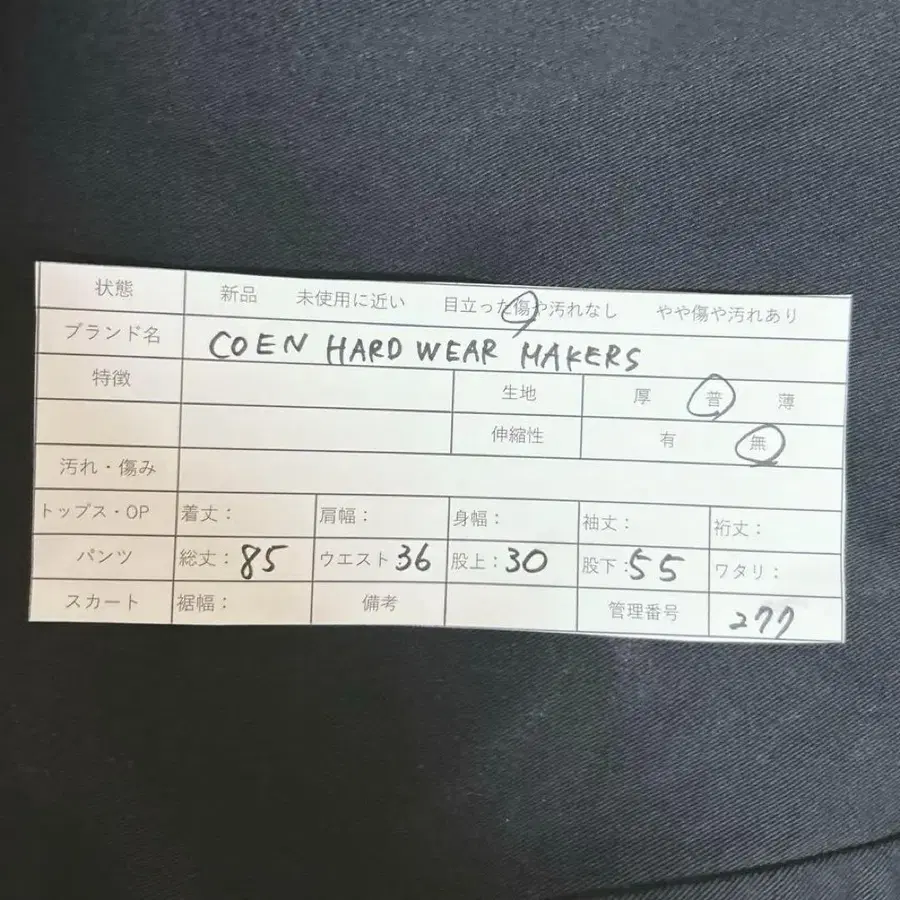 状態 新品 未使用に近い 目立った傷や汚れなし やや傷や汚れあり
ブランド名 COEN HARD WEAR MAKERS
特徴 生地 厚 普 薄
伸縮性 有 無
汚れ・傷み
トップス・OP 着丈： 肩幅： 身幅： 袖丈： 裄丈：
パンツ 総丈：85 ウエスト36 股上：30 股下：55 ワタリ：
スカート 裾幅： 備考 管理番号 277